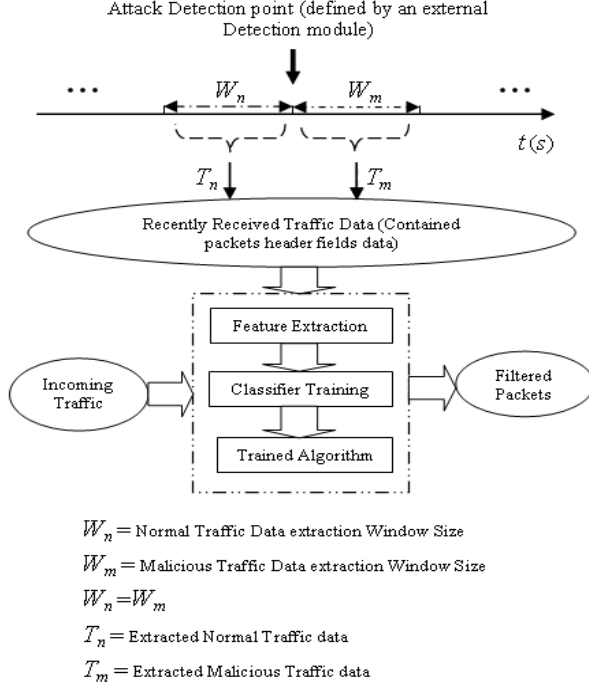 Attack Detection point (defined by an external
Detection module)
... W_n W_m ...
t(s)
T_n T_m
Recently Received Traffic Data (Contained
packets header fields data)
Feature Extraction
Incoming
Traffic
Classifier Training
Filtered
Packets
Trained Algorithm
W_n = Normal Traffic Data extraction Window Size
W_m = Malicious Traffic Data extraction Window Size
W_n = W_m
T_n = Extracted Normal Traffic data
T_m = Extracted Malicious Traffic data